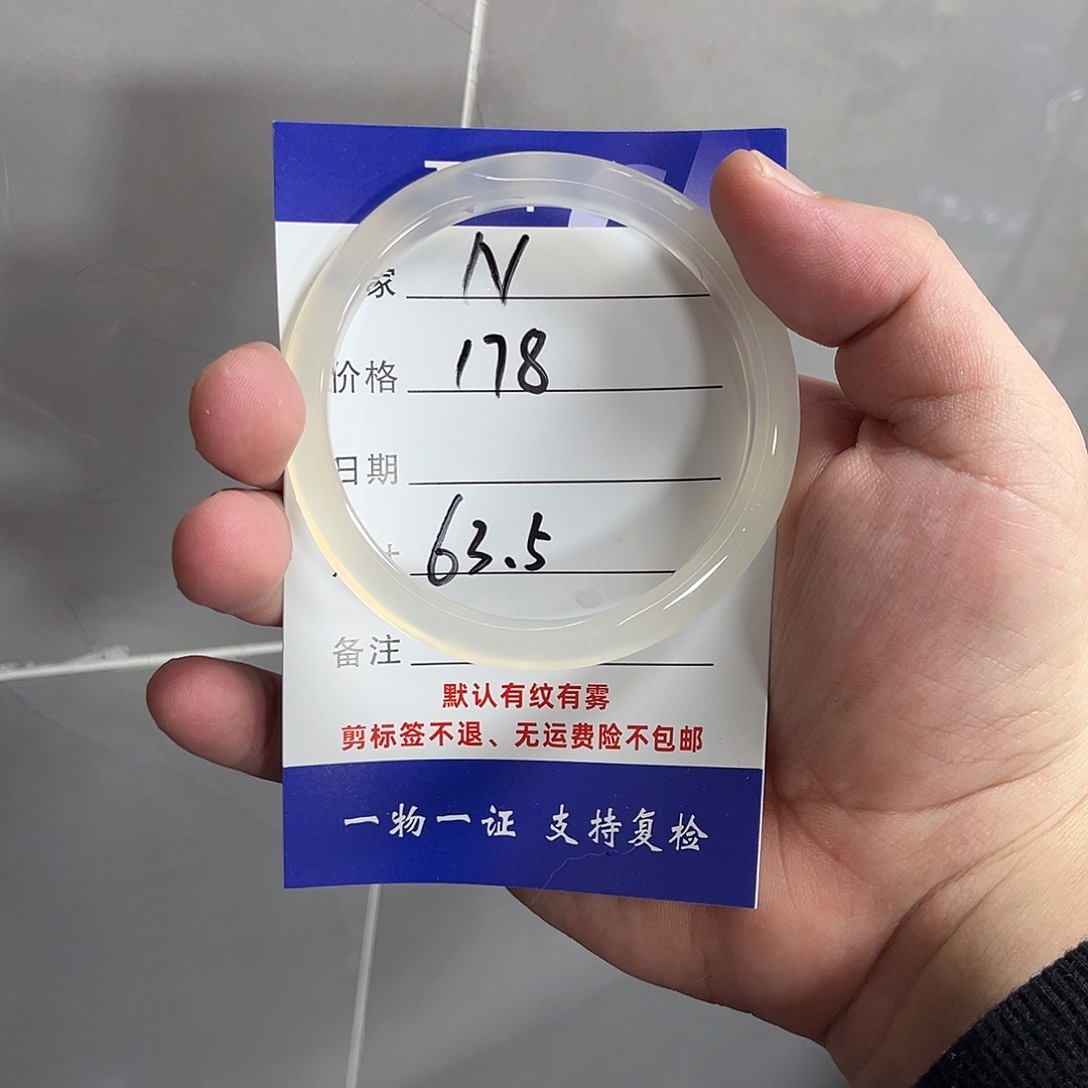 家 N
价格 178
日期
63.5
备注
默认有纹有雾
剪标签不退、无运费险不包邮
一物一证 支持复检